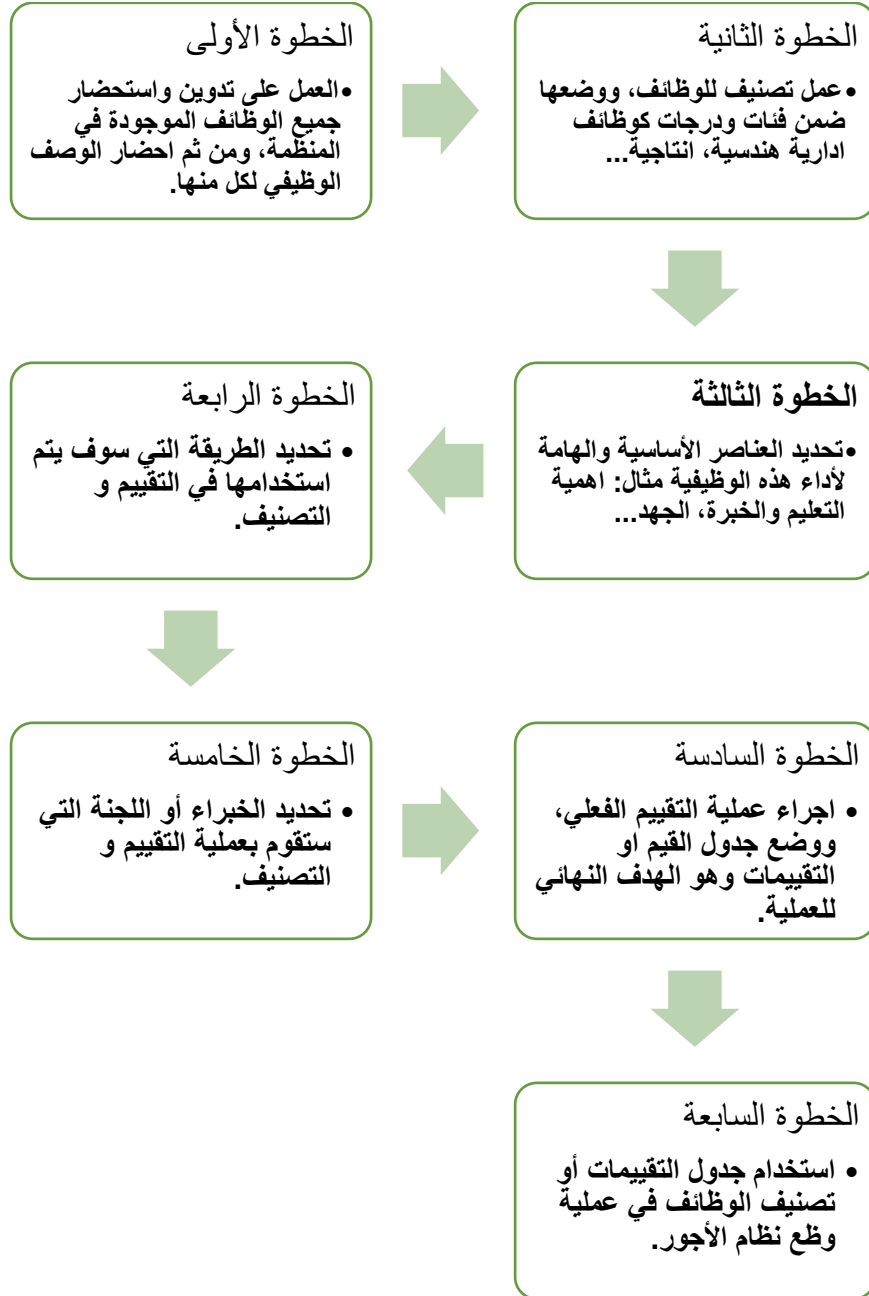 الخطوة الأولى
•العمل على تدوين واستحضار
جميع الوظائف الموجودة في
المنظمة، ومن ثم احضار الوصف
الوظيفي لكل منها.
الخطوة الثانية
•عمل تصنيف للوظائف، ووضعها
ضمن فئات ودرجات كوظائف
ادارية هندسية، انتاجية...
الخطوة الثالثة
•تحديد العناصر الأساسية والهامة
لأداء هذه الوظيفية مثال: اهمية
التعليم والخبرة، الجهد...
الخطوة الرابعة
• تحديد الطريقة التي سوف يتم
استخدامها في التقييم و
التصنيف.
الخطوة الخامسة
• تحديد الخبراء أو اللجنة التي
ستقوم بعملية التقييم و
التصنيف.
الخطوة السادسة
• اجراء عملية التقييم الفعلي،
ووضع جدول القيم او
التقييمات وهو الهدف النهائي
للعملية.
الخطوة السابعة
• استخدام جدول التقييمات أو
تصنيف الوظائف في عملية
وظع نظام الأجور.